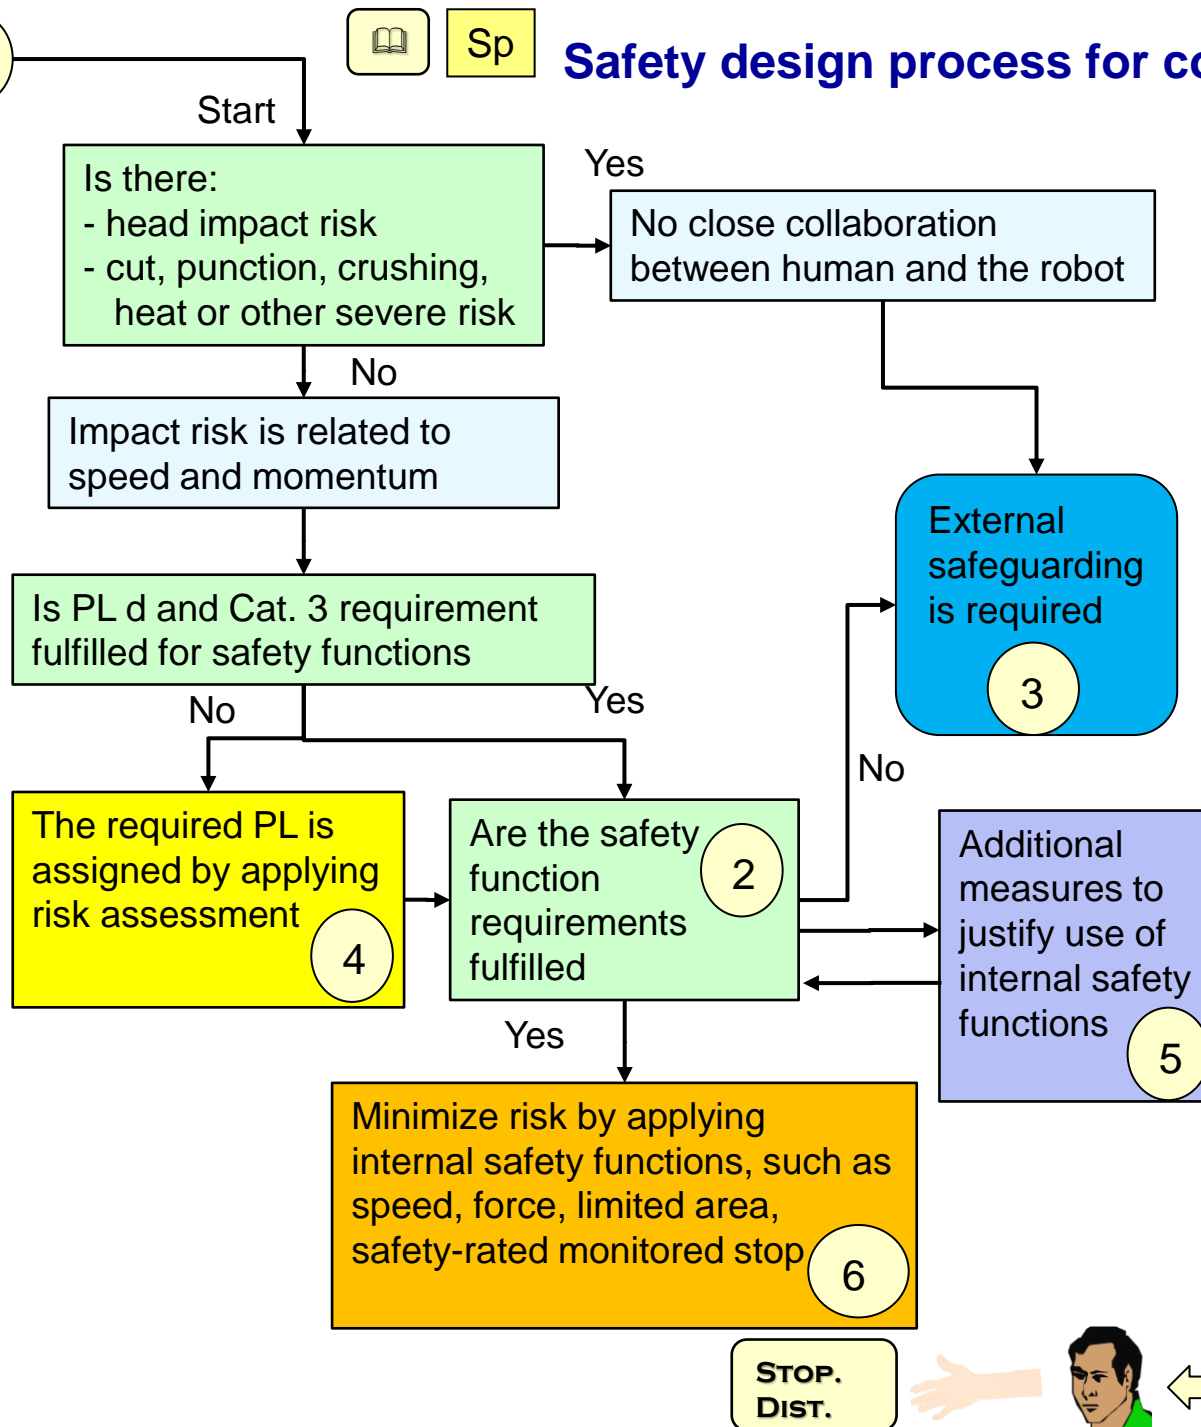 Sp
Safety design process for co
Start
Is there:
- head impact risk
- cut, punction, crushing,
heat or other severe risk
Yes
No close collaboration
between human and the robot
No
Impact risk is related to
speed and momentum
External
safeguarding
is required
3
Is PL d and Cat. 3 requirement
fulfilled for safety functions
No
Yes
The required PL is
assigned by applying
risk assessment
4
Are the safety
function
requirements
fulfilled
2
No
Additional
measures to
justify use of
internal safety
functions
5
Yes
Minimize risk by applying
internal safety functions, such as
speed, force, limited area,
safety-rated monitored stop
6
STOP.
DIST.